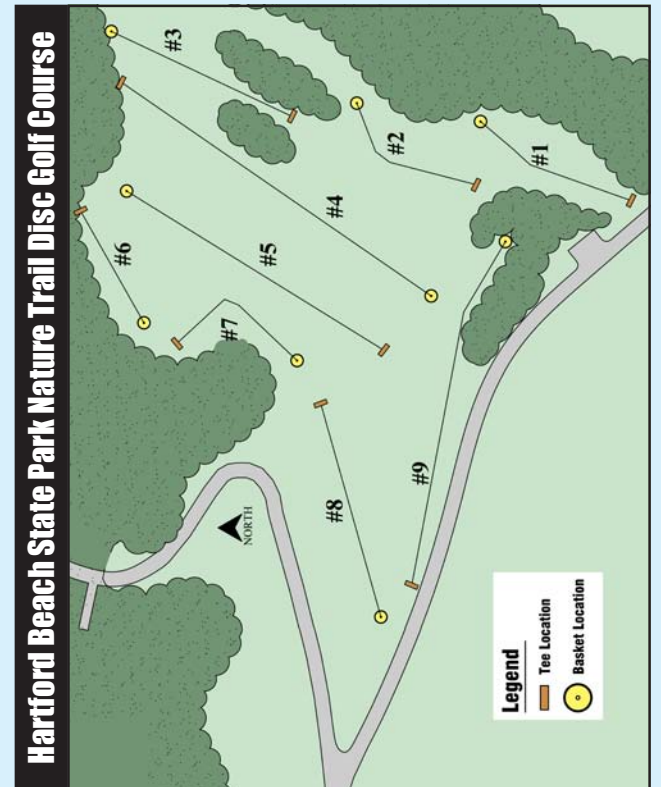 Hartford Beach State Park Nature Trail Disc Golf Course
#1
#2
#3
#4
#5
#6
#7
#8
#9
NORTH
Legend
Tee Location
Basket Location